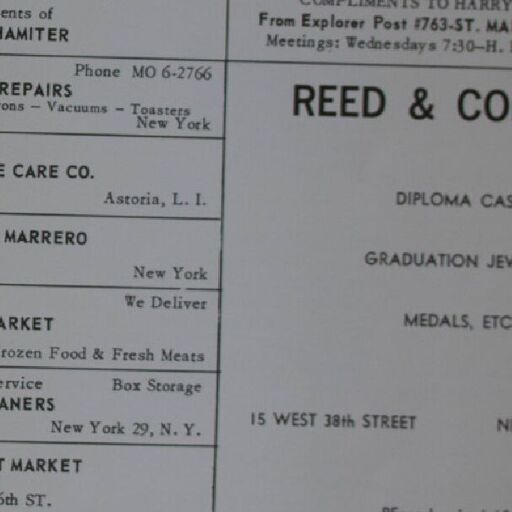 ents of
HAMITER
Phone MO 6-2766
REPAIRS
ons - Vacuums - Toasters
New York
E CARE CO.
Astoria, L. I.
MARRERO
New York
We Deliver
ARKET
rozen Food & Fresh Meats
ervice Box Storage
ANERS
New York 29, N. Y.
T MARKET
6th ST.
COMPLIMENTS TO HARRY
From Explorer Post #763-ST. MA
Meetings: Wednesdays 7:30-H.
REED & CO
DIPLOMA CAS
GRADUATION JEW
MEDALS, ETC
15 WEST 38th STREET